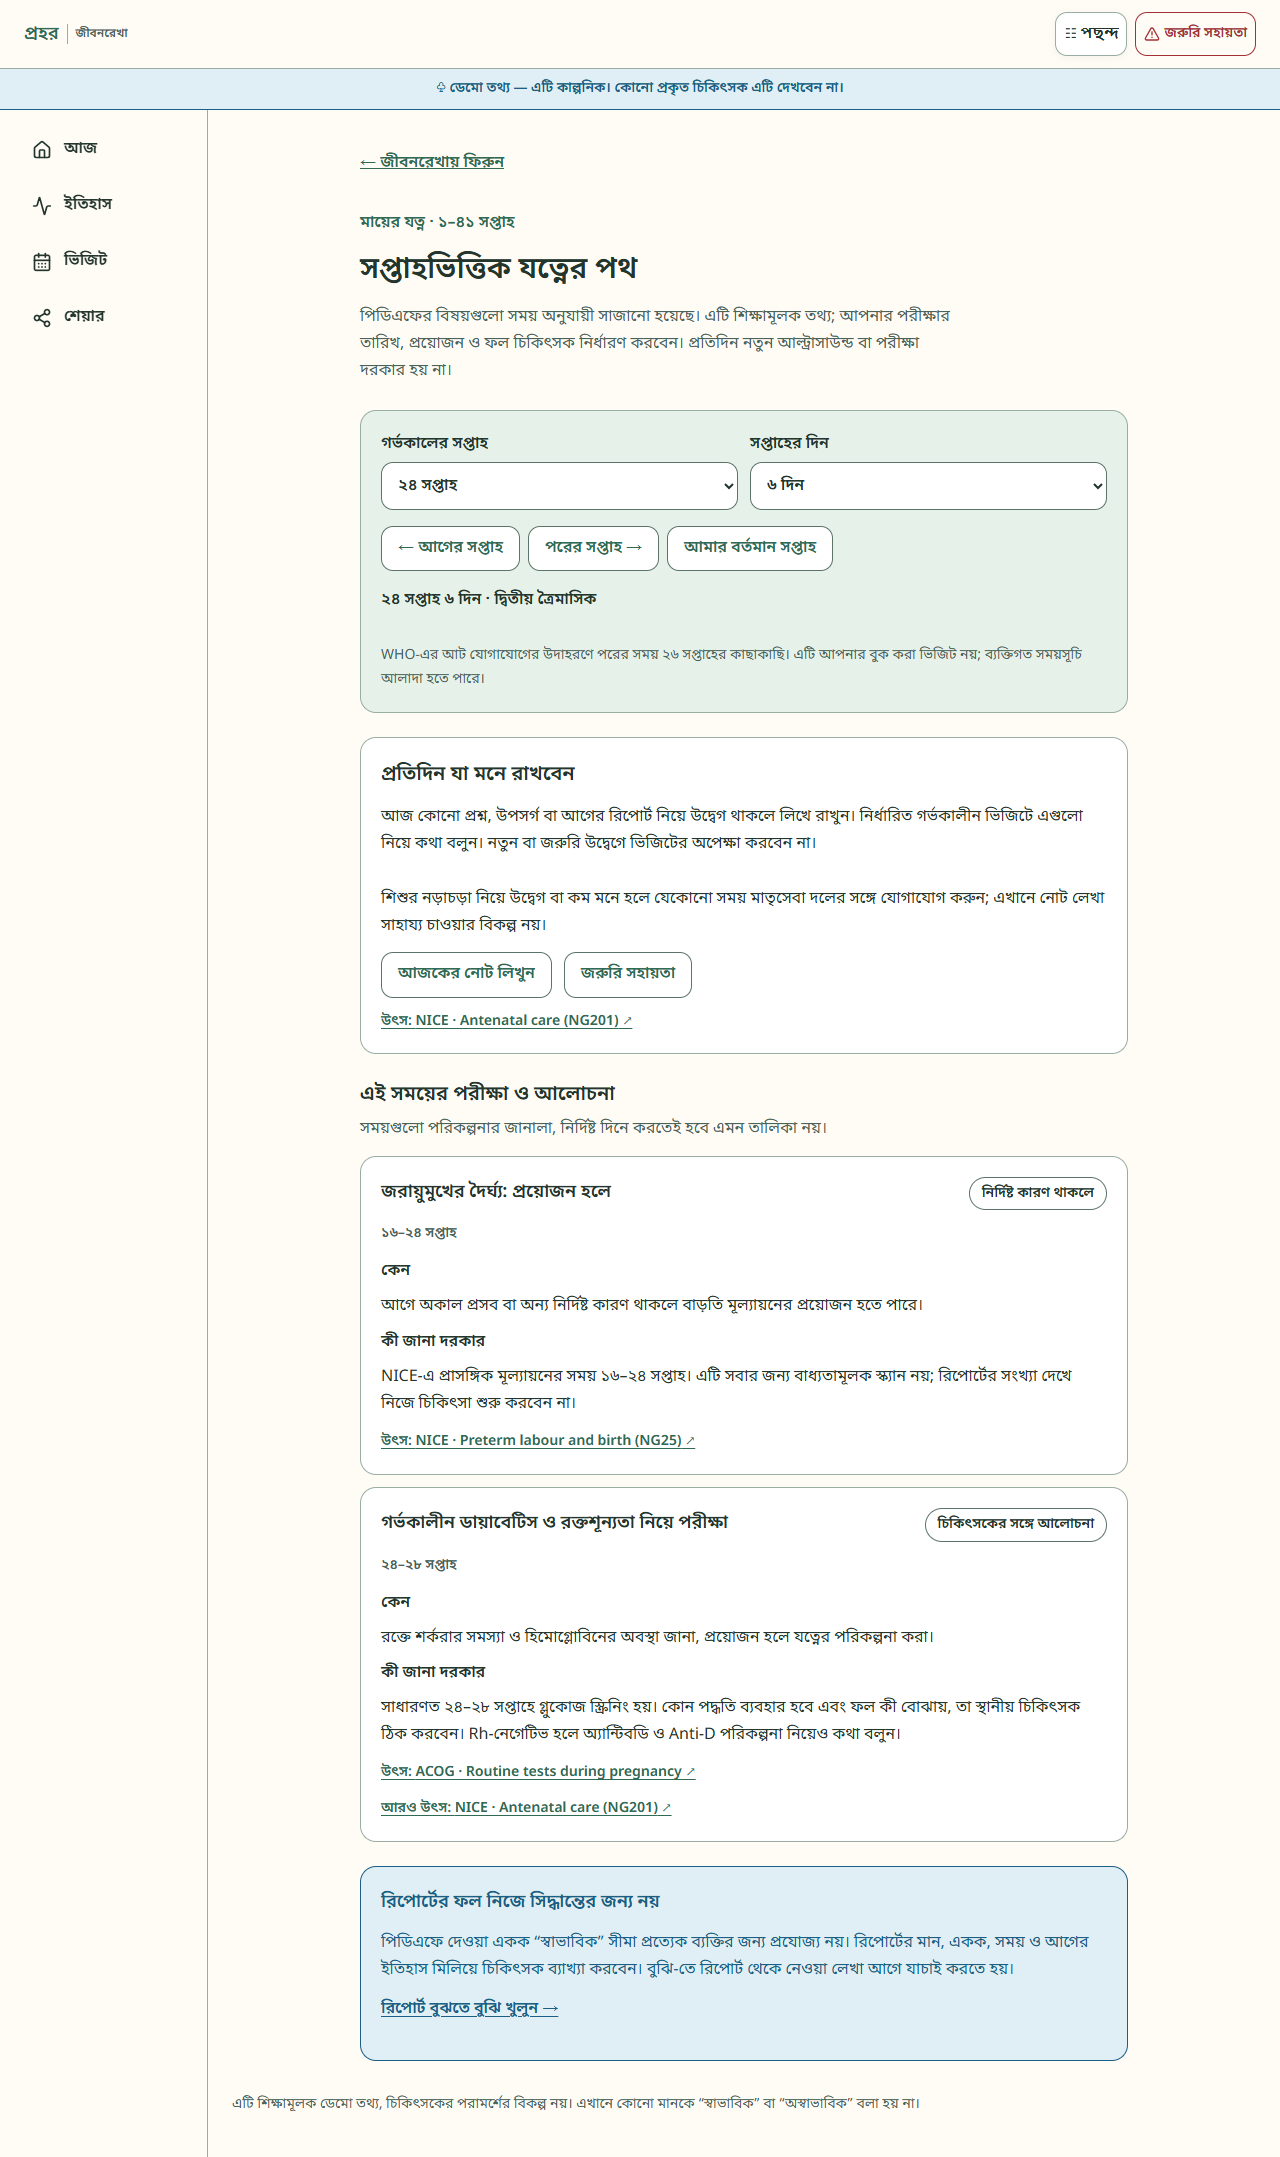 প্রহর
জীবনরেখা
পছন্দ
জরুরি সহায়তা
ডেমো তথ্য — এটি কাল্পনিক। কোনো প্রকৃত চিকিৎসক এটি দেখবেন না।
আজ
ইতিহাস
ভিজিট
শেয়ার
← জীবনরেখায় ফিরুন
মায়ের যত্ন · ১–৪১ সপ্তাহ
সপ্তাহভিত্তিক যত্নের পথ
পিডিএফের বিষয়গুলো সময় অনুযায়ী সাজানো হয়েছে। এটি শিক্ষামূলক তথ্য; আপনার পরীক্ষার
তারিখ, প্রয়োজন ও ফল চিকিৎসক নির্ধারণ করবেন। প্রতিদিন নতুন আল্ট্রাসাউন্ড বা পরীক্ষা
দরকার হয় না।
গর্ভকালের সপ্তাহ
সপ্তাহের দিন
২৪ সপ্তাহ
৬ দিন
← আগের সপ্তাহ
পরের সপ্তাহ →
আমার বর্তমান সপ্তাহ
২৪ সপ্তাহ ৬ দিন · দ্বিতীয় ত্রৈমাসিক
WHO-এর আট যোগাযোগের উদাহরণে পরের সময় ২৬ সপ্তাহের কাছাকাছি। এটি আপনার বুক করা ভিজিট নয়; ব্যক্তিগত সময়সূচি
আলাদা হতে পারে।
প্রতিদিন যা মনে রাখবেন
আজ কোনো প্রশ্ন, উপসর্গ বা আগের রিপোর্ট নিয়ে উদ্বেগ থাকলে লিখে রাখুন। নির্ধারিত গর্ভকালীন ভিজিটে এগুলো
নিয়ে কথা বলুন। নতুন বা জরুরি উদ্বেগে ভিজিটের অপেক্ষা করবেন না।
শিশুর নড়াচড়া নিয়ে উদ্বেগ বা কম মনে হলে যেকোনো সময় মাতৃসেবা দলের সঙ্গে যোগাযোগ করুন; এখানে নোট লেখা
সাহায্য চাওয়ার বিকল্প নয়।
আজকের নোট লিখুন
জরুরি সহায়তা
উৎস: NICE · Antenatal care (NG201) ↗
এই সময়ের পরীক্ষা ও আলোচনা
সময়গুলো পরিকল্পনার জানালা, নির্দিষ্ট দিনে করতেই হবে এমন তালিকা নয়।
জরায়ুমুখের দৈর্ঘ্য: প্রয়োজন হলে
নির্দিষ্ট কারণ থাকলে
১৬–২৪ সপ্তাহ
কেন
আগে অকাল প্রসব বা অন্য নির্দিষ্ট কারণ থাকলে বাড়তি মূল্যায়নের প্রয়োজন হতে পারে।
কী জানা দরকার
NICE-এ প্রাসঙ্গিক মূল্যায়নের সময় ১৬–২৪ সপ্তাহ। এটি সবার জন্য বাধ্যতামূলক স্ক্যান নয়; রিপোর্টের সংখ্যা দেখে
নিজে চিকিৎসা শুরু করবেন না।
উৎস: NICE · Preterm labour and birth (NG25) ↗
গর্ভকালীন ডায়াবেটিস ও রক্তশূন্যতা নিয়ে পরীক্ষা
চিকিৎসকের সঙ্গে আলোচনা
২৪–২৮ সপ্তাহ
কেন
রক্তে শর্করার সমস্যা ও হিমোগ্লোবিনের অবস্থা জানা, প্রয়োজন হলে যত্নের পরিকল্পনা করা।
কী জানা দরকার
সাধারণত ২৪–২৮ সপ্তাহে গ্লুকোজ স্ক্রিনিং হয়। কোন পদ্ধতি ব্যবহার হবে এবং ফল কী বোঝায়, তা স্থানীয় চিকিৎসক
ঠিক করবেন। Rh-নেগেটিভ হলে অ্যান্টিবডি ও Anti-D পরিকল্পনা নিয়েও কথা বলুন।
উৎস: ACOG · Routine tests during pregnancy ↗
আরও উৎস: NICE · Antenatal care (NG201) ↗
রিপোর্টের ফল নিজে সিদ্ধান্তের জন্য নয়
পিডিএফে দেওয়া একক “স্বাভাবিক” সীমা প্রত্যেক ব্যক্তির জন্য প্রযোজ্য নয়। রিপোর্টের মান, একক, সময় ও আগের
ইতিহাস মিলিয়ে চিকিৎসক ব্যাখ্যা করবেন। বুঝি-তে রিপোর্ট থেকে নেওয়া লেখা আগে যাচাই করতে হয়।
রিপোর্ট বুঝতে বুঝি খুলুন →
এটি শিক্ষামূলক ডেমো তথ্য, চিকিৎসকের পরামর্শের বিকল্প নয়। এখানে কোনো মানকে “স্বাভাবিক” বা “অস্বাভাবিক” বলা হয় না।